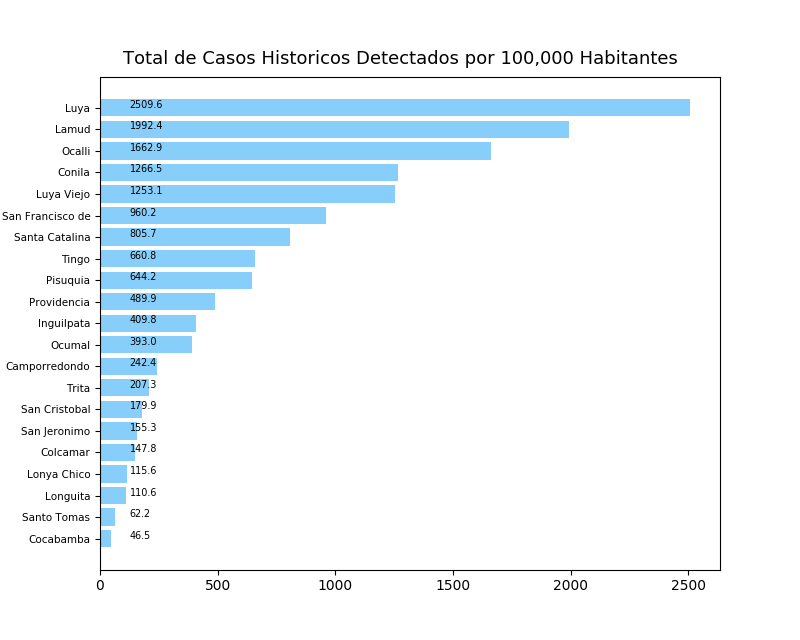 Total de Casos Historicos Detectados por 100,000 Habitantes
Luya 2509.6
Lamud 1992.4
Ocalli 1662.9
Conila 1266.5
Luya Viejo 1253.1
San Francisco de 960.2
Santa Catalina 805.7
Tingo 660.8
Pisuquia 644.2
Providencia 489.9
Inguilpata 409.8
Ocumal 393.0
Camporredondo 242.4
Trita 207.3
San Cristobal 179.9
San Jeronimo 155.3
Colcamar 147.8
Lonya Chico 115.6
Longuita 110.6
Santo Tomas 62.2
Cocabamba 46.5
0 500 1000 1500 2000 2500